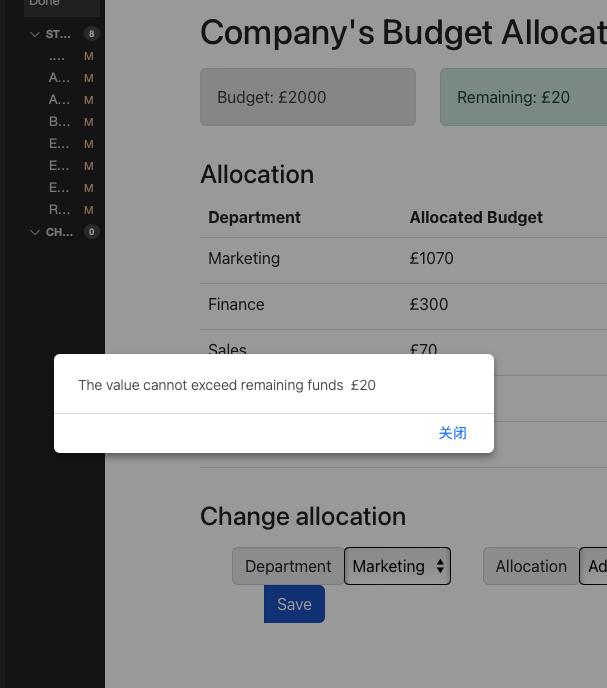 Done
ST... 8
.... M
A... M
A... M
B... M
E... M
E... M
E... M
R... M
CH... 0
Company's Budget Allocat
Budget: £2000
Remaining: £20
Allocation
Department Allocated Budget
Marketing £1070
Finance £300
Sales £70
The value cannot exceed remaining funds £20
关闭
Change allocation
Department Marketing Allocation Ad
Save